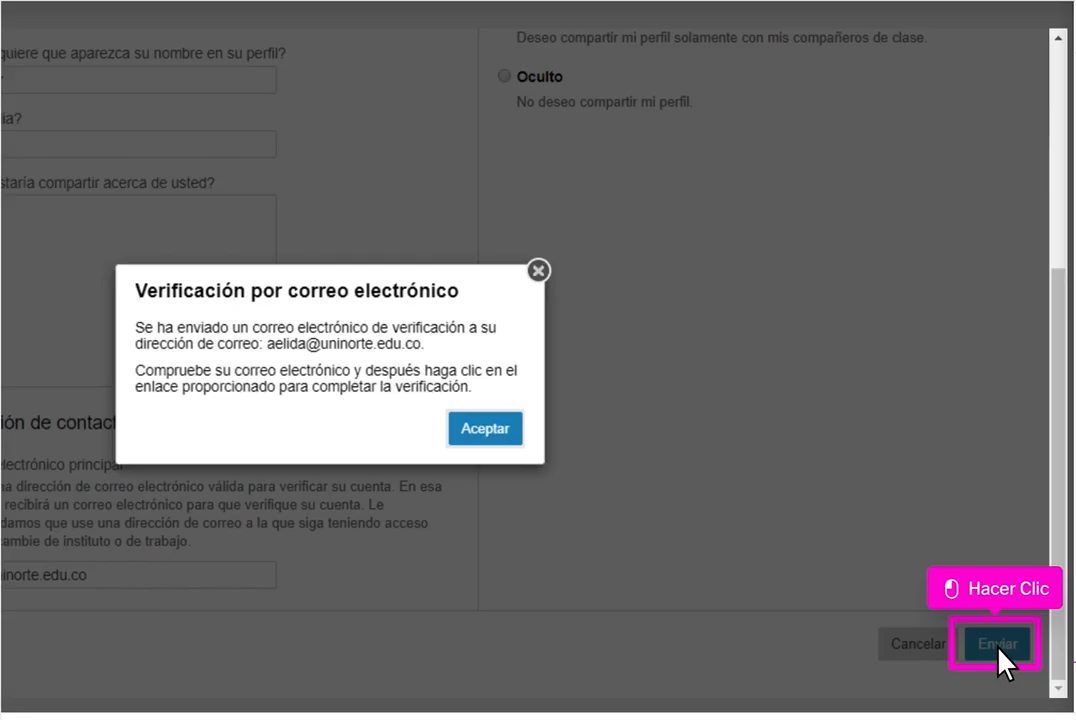 quiere que aparezca su nombre en su perfil?
ia?
staría compartir acerca de usted?
Deseo compartir mi perfil solamente con mis compañeros de clase.
Oculto
No deseo compartir mi perfil.
Verificación por correo electrónico
Se ha enviado un correo electrónico de verificación a su
dirección de correo: aelida@uninorte.edu.co.
Compruebe su correo electrónico y después haga clic en el
enlace proporcionado para completar la verificación.
Aceptar
ión de contact
lectrónico principal
na dirección de correo electrónico válida para verificar su cuenta. En esa
recibirá un correo electrónico para que verifique su cuenta. Le
damos que use una dirección de correo a la que siga teniendo acceso
ambie de instituto o de trabajo.
inorte.edu.co
Hacer Clic
Cancelar
Enviar